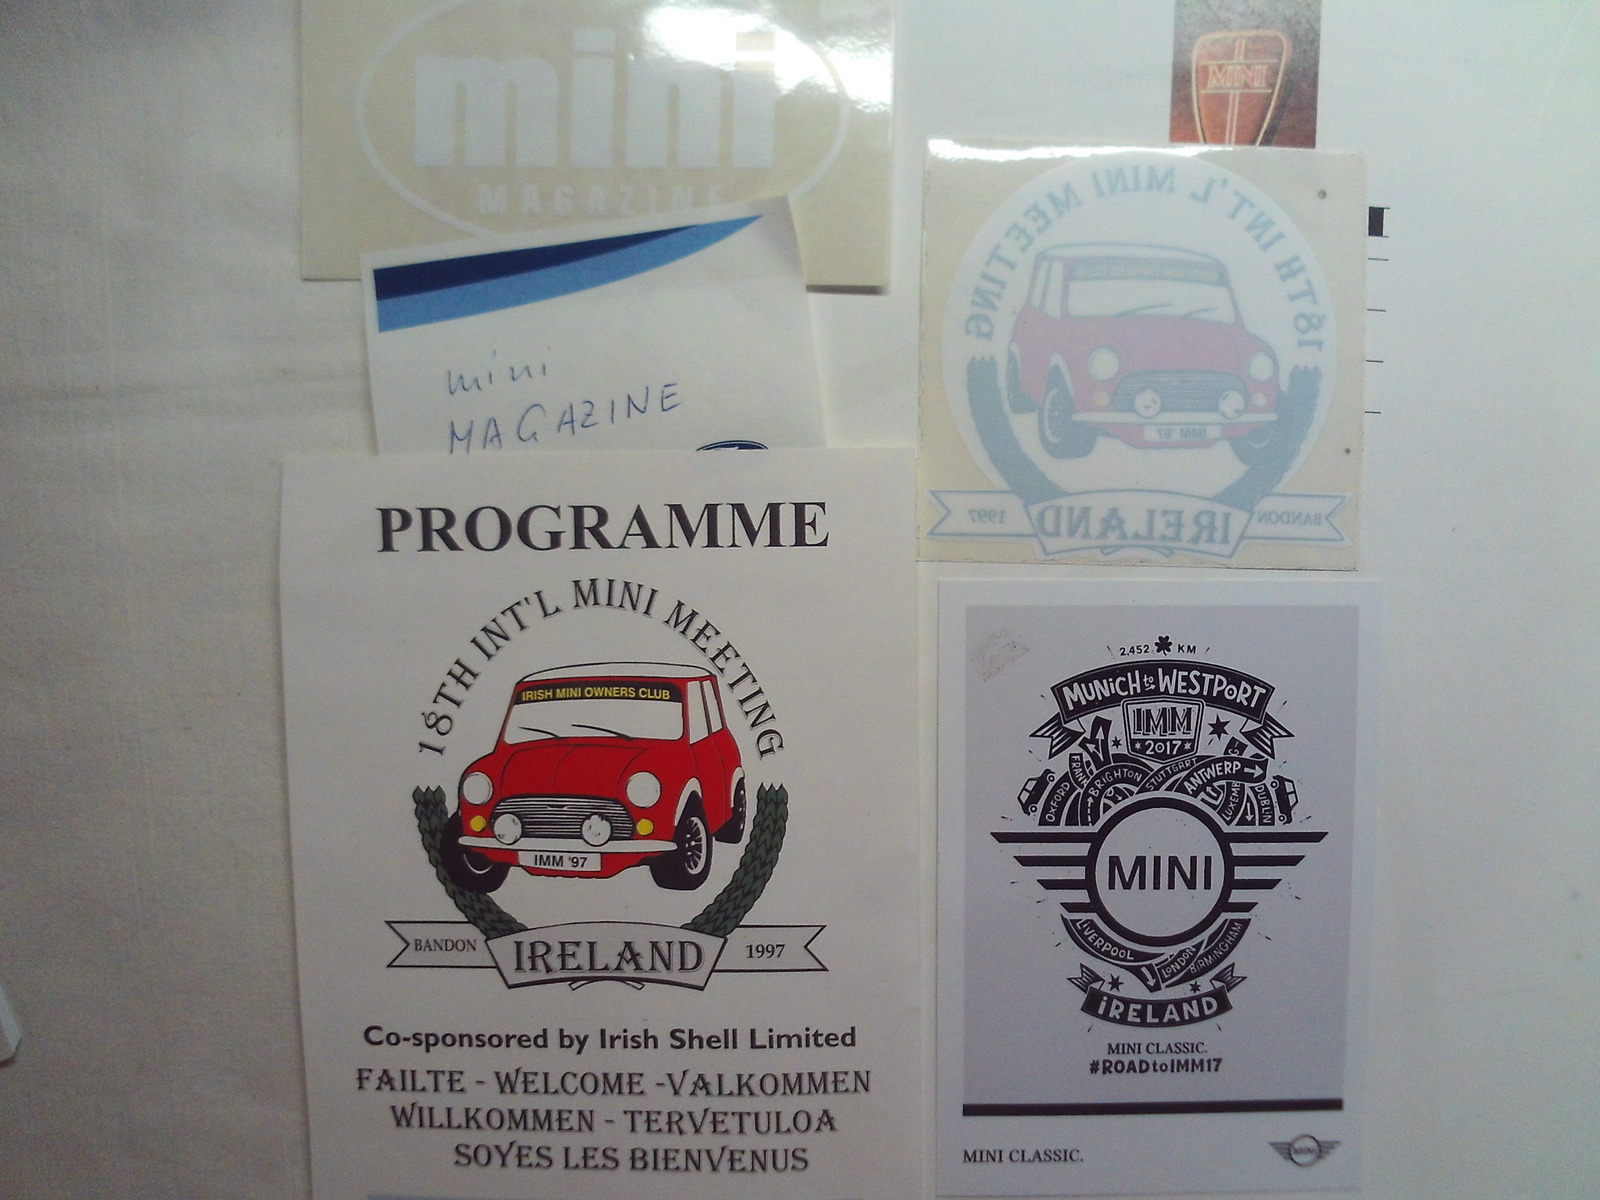 mini
MAGAZINE
MINI
mini
MAGAZINE
18TH INT'L MINI MEETING
IMM '97
BANDON IRELAND 1997
PROGRAMME
18TH INT'L MINI MEETING
IRISH MINI OWNERS CLUB
IMM '97
BANDON IRELAND 1997
Co-sponsored by Irish Shell Limited
FAILTE - WELCOME -VALKOMMEN
WILLKOMMEN - TERVETULOA
SOYES LES BIENVENUS
2,452 KM
MUNiCH to WESTPORT
IMM
2017
OXFORD
BRIGHTON
STUTTGART
ANTWERP
DUBLIN
MINI
LIVERPOOL
LONDON
BIRMINGHAM
iRELAND
MINI CLASSIC.
#ROADtoIMM17
MINI CLASSIC.
MINI